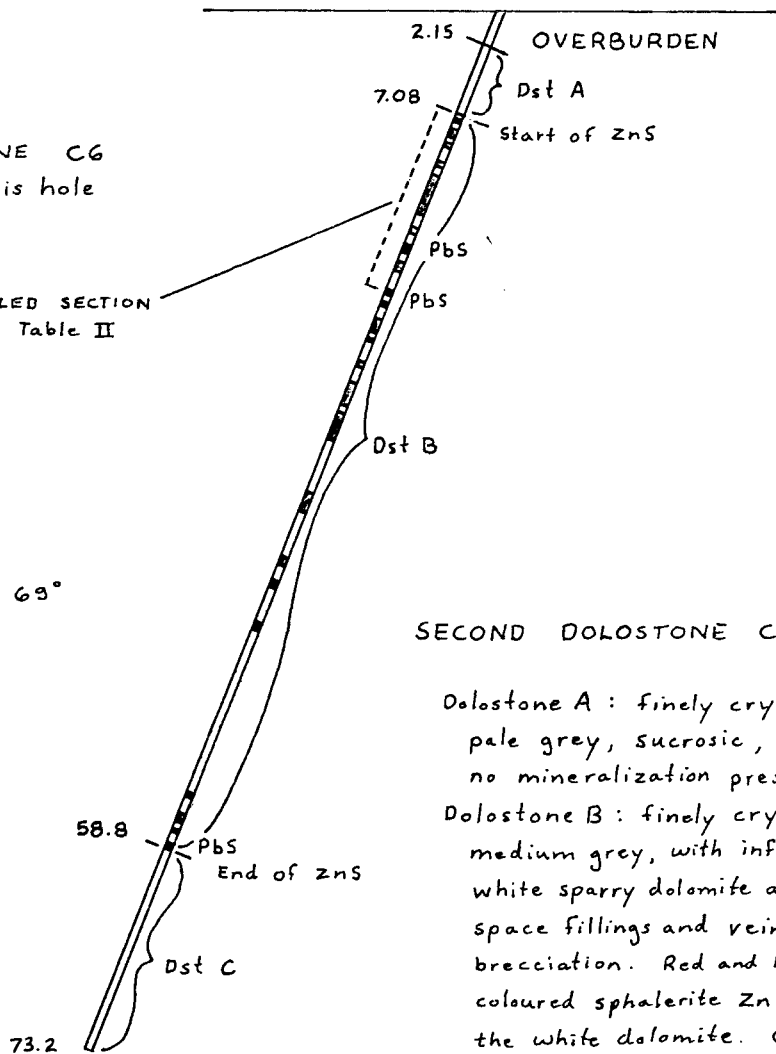 2.15
OVERBURDEN
Dst A
7.08
Start of ZnS
C6
is hole
PbS
PbS
SECTION
Table II
Dst B
69°
SECOND DOLOSTONE C
Dolostone A : finely cry
pale grey, sucrosic,
no mineralization pres
Dolostone B : finely cry
medium grey, with inf
white sparry dolomite a
space fillings and vein
brecciation. Red and
coloured sphalerite Zn
the white dolomite.
58.8
PbS
End of ZnS
Dst C
73.2